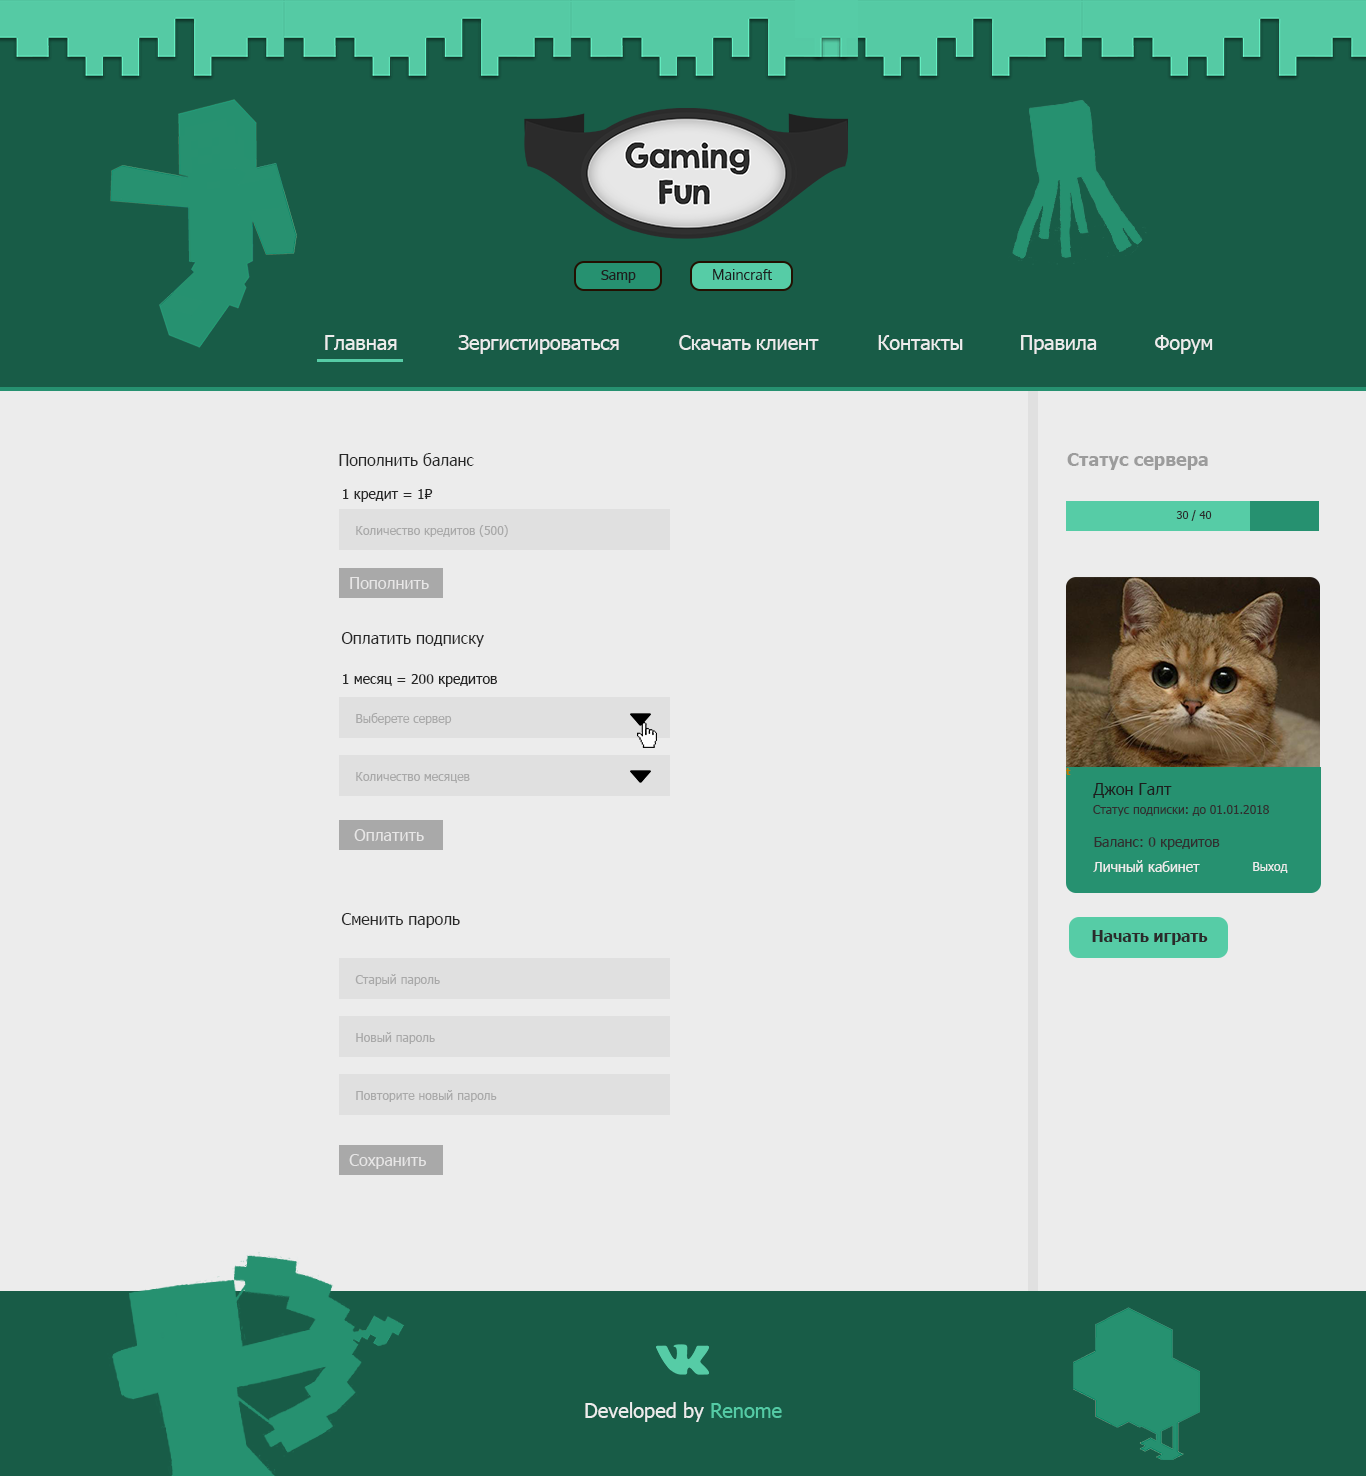 Gaming
Fun
Samp
Maincraft
Главная
Зергистироваться
Скачать клиент
Контакты
Правила
Форум
Пополнить баланс
1 кредит = 1₽
Количество кредитов (500)
Пополнить
Оплатить подписку
1 месяц = 200 кредитов
Выберете сервер
Количество месяцев
Оплатить
Сменить пароль
Старый пароль
Новый пароль
Повторите новый пароль
Сохранить
Статус сервера
30 / 40
Джон Галт
Статус подписки: до 01.01.2018
Баланс: 0 кредитов
Личный кабинет
Выход
Начать играть
Developed by Renome